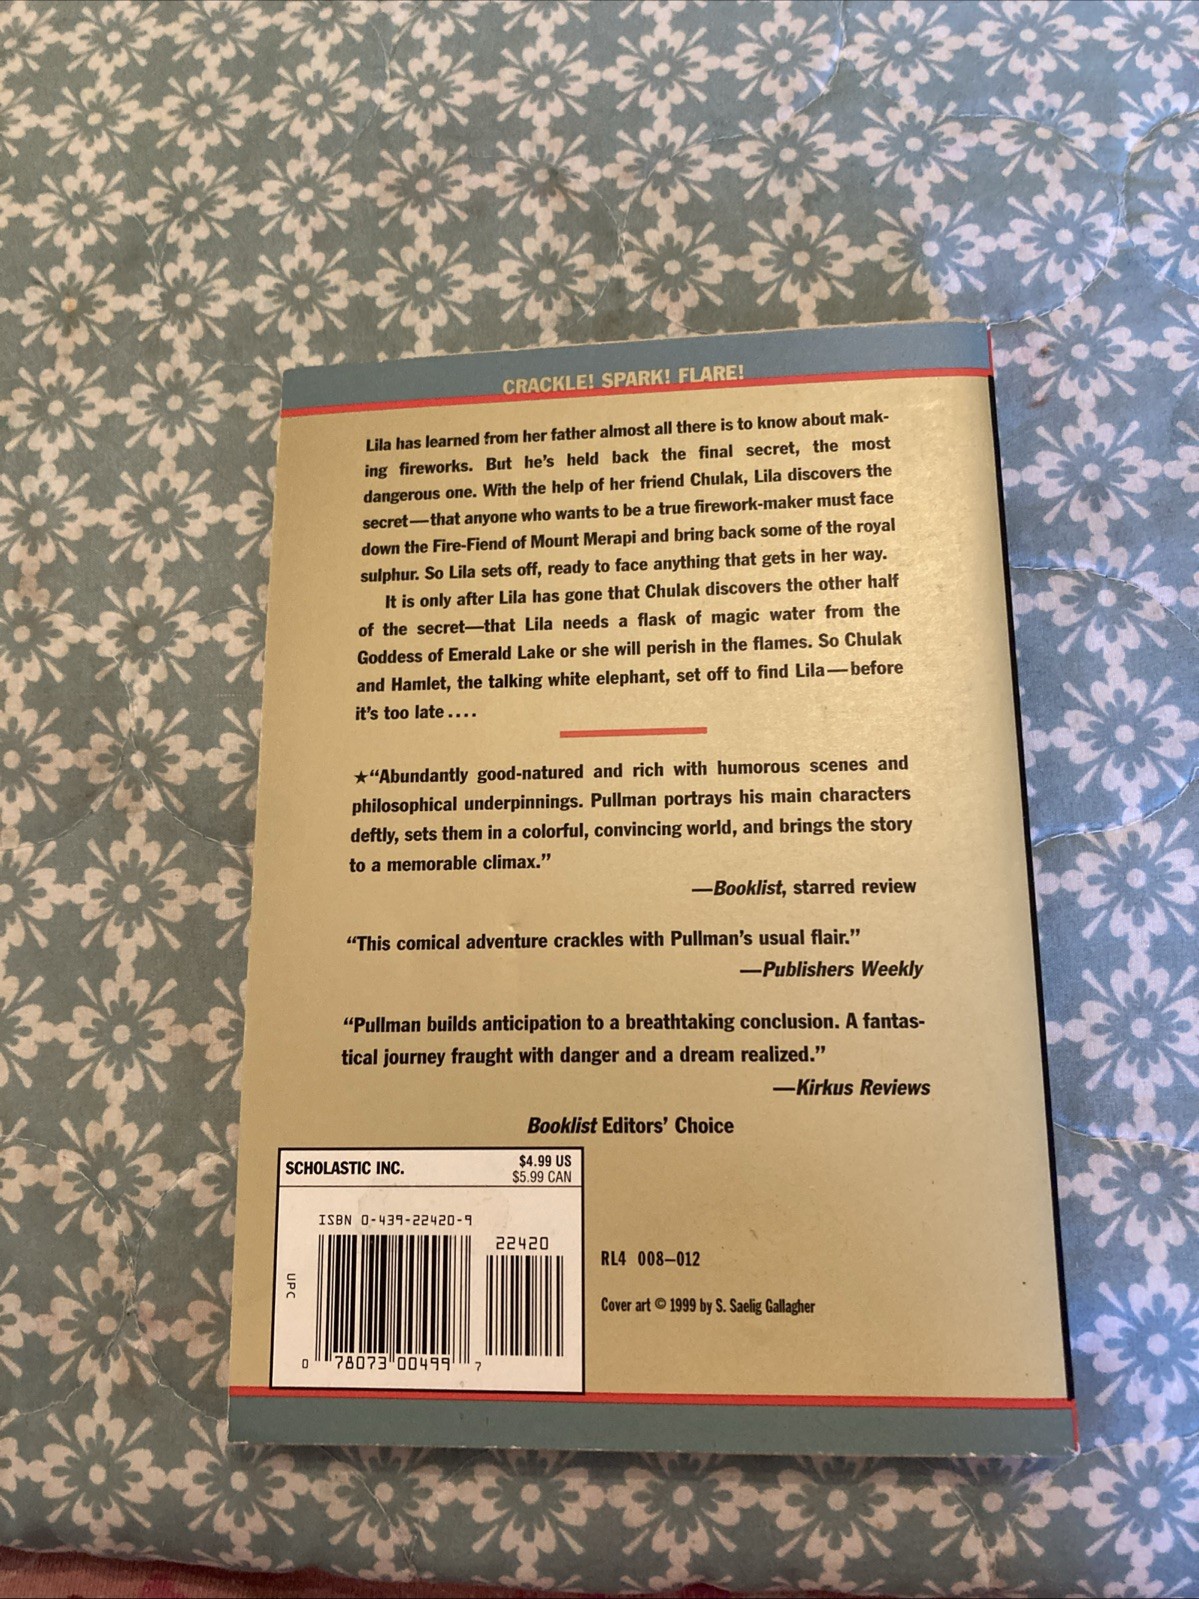 CRACKLE! SPARK! FLARE!
Lila has learned from her father almost all there is to know about mak-
ing fireworks. But he's held back the final secret, the most
dangerous one. With the help of her friend Chulak, Lila discovers the
secret—that anyone who wants to be a true firework-maker must face
down the Fire-Fiend of Mount Merapi and bring back some of the royal
sulphur. So Lila sets off, ready to face anything that gets in her way.
It is only after Lila has gone that Chulak discovers the other half
of the secret—that Lila needs a flask of magic water from the
Goddess of Emerald Lake or she will perish in the flames. So Chulak
and Hamlet, the talking white elephant, set off to find Lila—before
it's too late....
★“Abundantly good-natured and rich with humorous scenes and
philosophical underpinnings. Pullman portrays his main characters
deftly, sets them in a colorful, convincing world, and brings the story
to a memorable climax.”
—Booklist, starred review
“This comical adventure crackles with Pullman's usual flair.”
—Publishers Weekly
“Pullman builds anticipation to a breathtaking conclusion. A fantas-
tical journey fraught with danger and a dream realized.”
—Kirkus Reviews
Booklist Editors' Choice
SCHOLASTIC INC.
$4.99 US
$5.99 CAN
ISBN 0-439-22420-9
22420
UPC
0 78073 00499 7
RL4 008–012
Cover art © 1999 by S. Saelig Gallagher